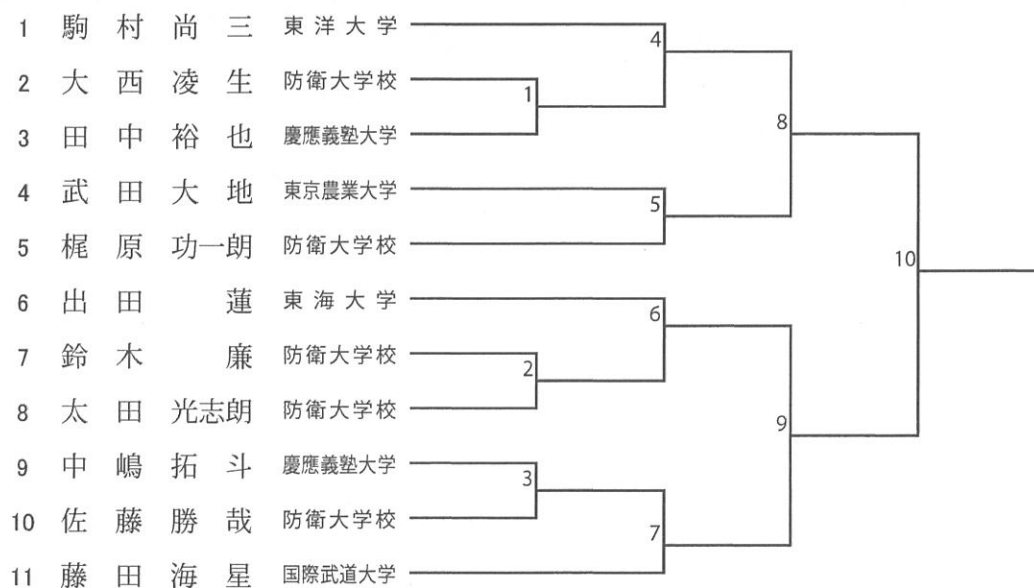 1 駒村尚三 東洋大学
2 大西凌生 防衛大学校
3 田中裕也 慶應義塾大学
4 武田大地 東京農業大学
5 梶原功一朗 防衛大学校
6 出田蓮 東海大学
7 鈴木廉 防衛大学校
8 太田光志朗 防衛大学校
9 中嶋拓斗 慶應義塾大学
10 佐藤勝哉 防衛大学校
11 藤田海星 国際武道大学
4
1
8
5
10
6
2
9
3
7